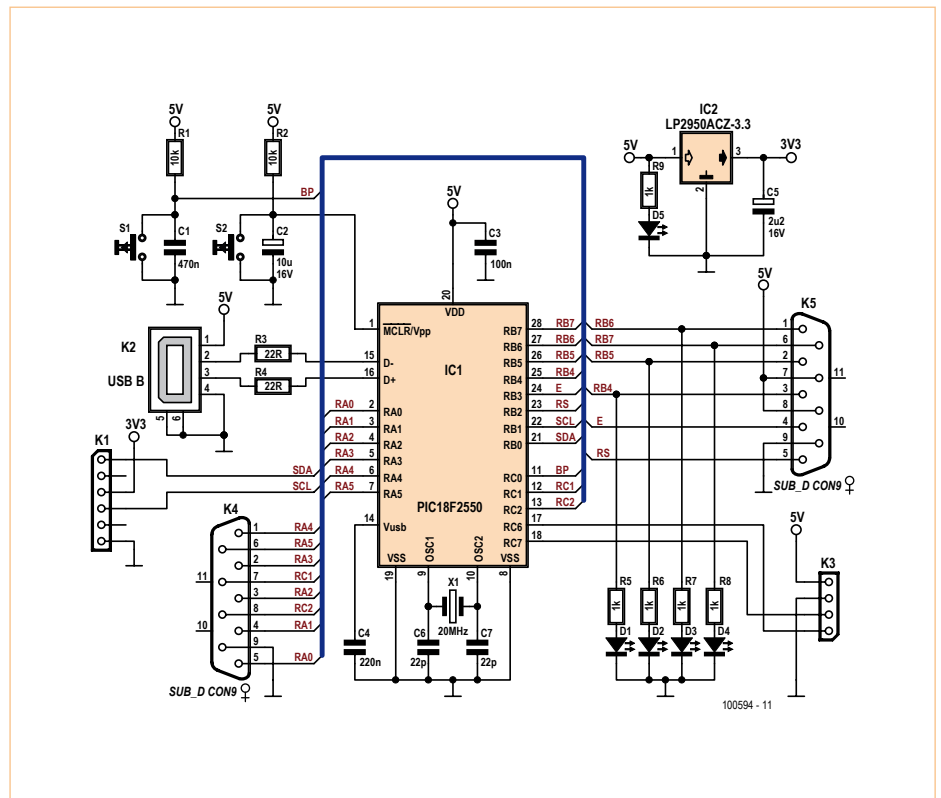 IC2
LP2950ACZ-3.3
5V
1
3
3V3
2
R9
1k
D5
C5
2u2
16V
5V
R1
10k
5V
R2
10k
BP
S1
C1
470n
S2
C2
10u
16V
5V
C3
100n
20
VDD
5V
K2
USB B
1
2
3
4
5
6
R3
22R
R4
22R
3V3
K1
SDA
SCL
1
MCLR/Vpp
15
D-
16
D+
IC1
RA0
2
RA0
RA1
3
RA1
RA2
4
RA2
RA3
5
RA3
RA4
6
RA4
RA5
7
RA5
PIC18F2550
14
Vusb
VSS
OSC1
OSC2
VSS
19
9
10
8
RB7
28
RB7
RB6
RB6
27
RB6
RB7
RB5
26
RB5
RB5
RB4
25
RB4
RB3
24
E
RB4
RB2
23
RS
RB1
22
SCL
E
RB0
21
SDA
RS
RC0
11
BP
RC1
12
RC1
RC2
13
RC2
RC6
17
RC7
18
5V
K5
1
6
2
7
3
8
4
9
5
11
10
SUB_D CON9
K4
1
RA4
6
RA5
2
RA3
11
7
RC1
3
RA2
8
RC2
10
4
RA1
9
5
RA0
SUB_D CON9
X1
20MHz
C4
220n
C6
22p
C7
22p
R5
1k
R6
1k
R7
1k
R8
1k
D1
D2
D3
D4
5V
K3
100594 - 11